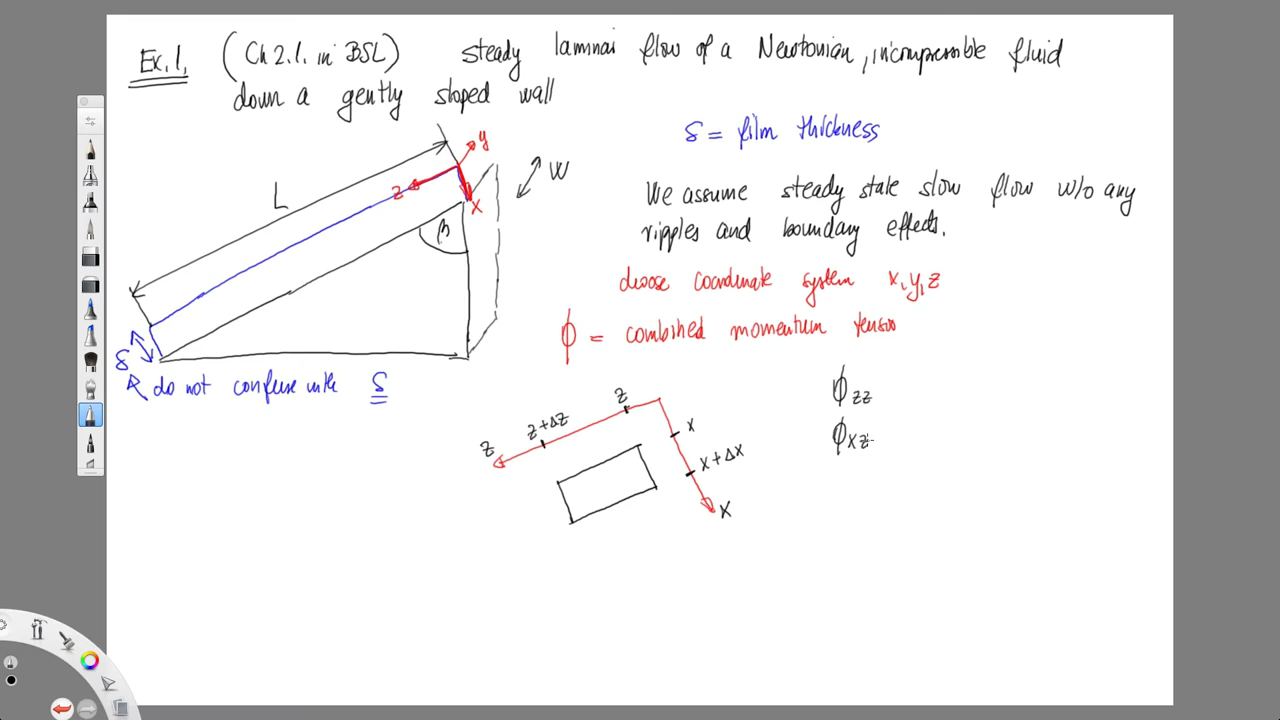 Ex.1. (Ch 2.1. in BSL) steady laminar flow of a Newtonian, incompressible fluid
down a gently sloped wall
δ = film thickness
We assume steady state slow flow w/o any
ripples and boundary effects.
choose coordinate system x, y, z
ϕ = combined momentum tensor
L
y
z
x
W
β
δ
do not confuse with δ
z
z+Δz
z
x
x+Δx
x
ϕzz
ϕxz